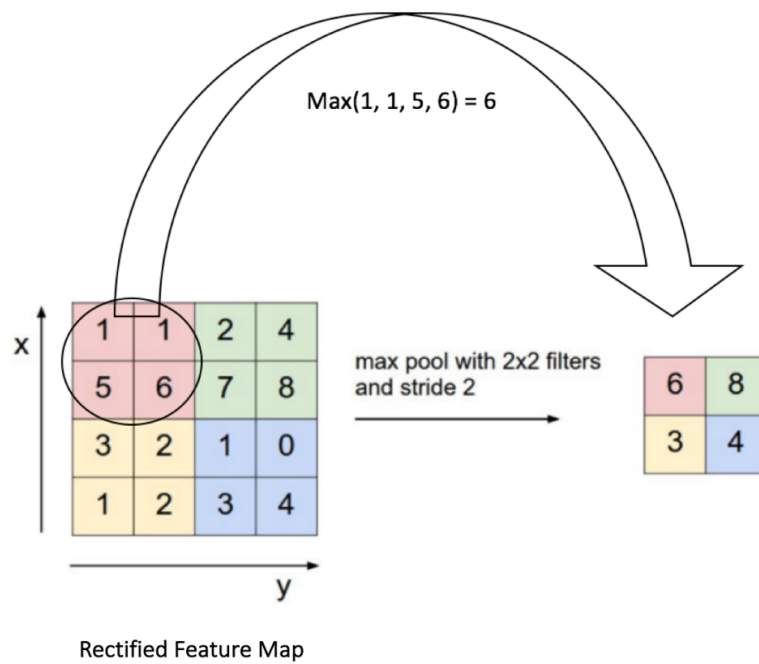 Max(1, 1, 5, 6) = 6
x
1 1 2 4
5 6 7 8
3 2 1 0
1 2 3 4
y
max pool with 2x2 filters
and stride 2
6 8
3 4
Rectified Feature Map